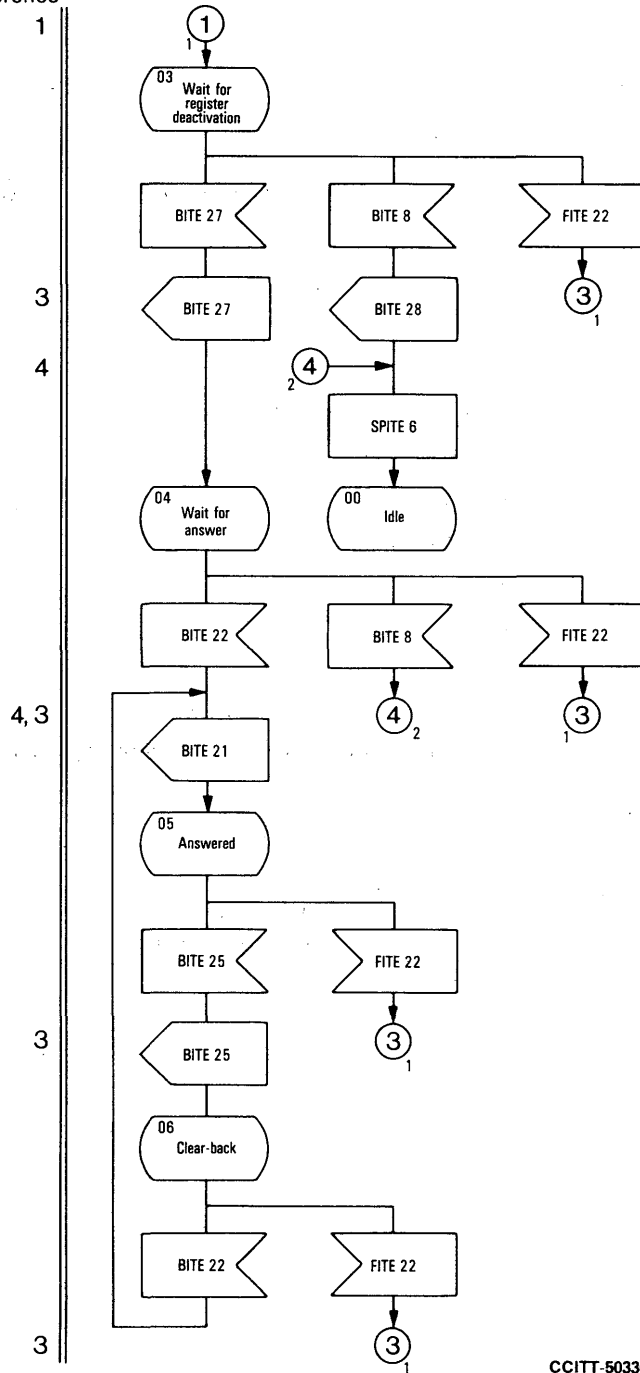 1
1
1
03
Wait for
register
deactivation
BITE 27
BITE 8
FITE 22
3
BITE 27
BITE 28
3
1
4
4
2
SPITE 6
04
Wait for
answer
00
Idle
BITE 22
BITE 8
FITE 22
4, 3
4
2
3
1
BITE 21
05
Answered
BITE 25
FITE 22
3
BITE 25
3
1
06
Clear-back
BITE 22
FITE 22
3
3
1
CCITT-5033